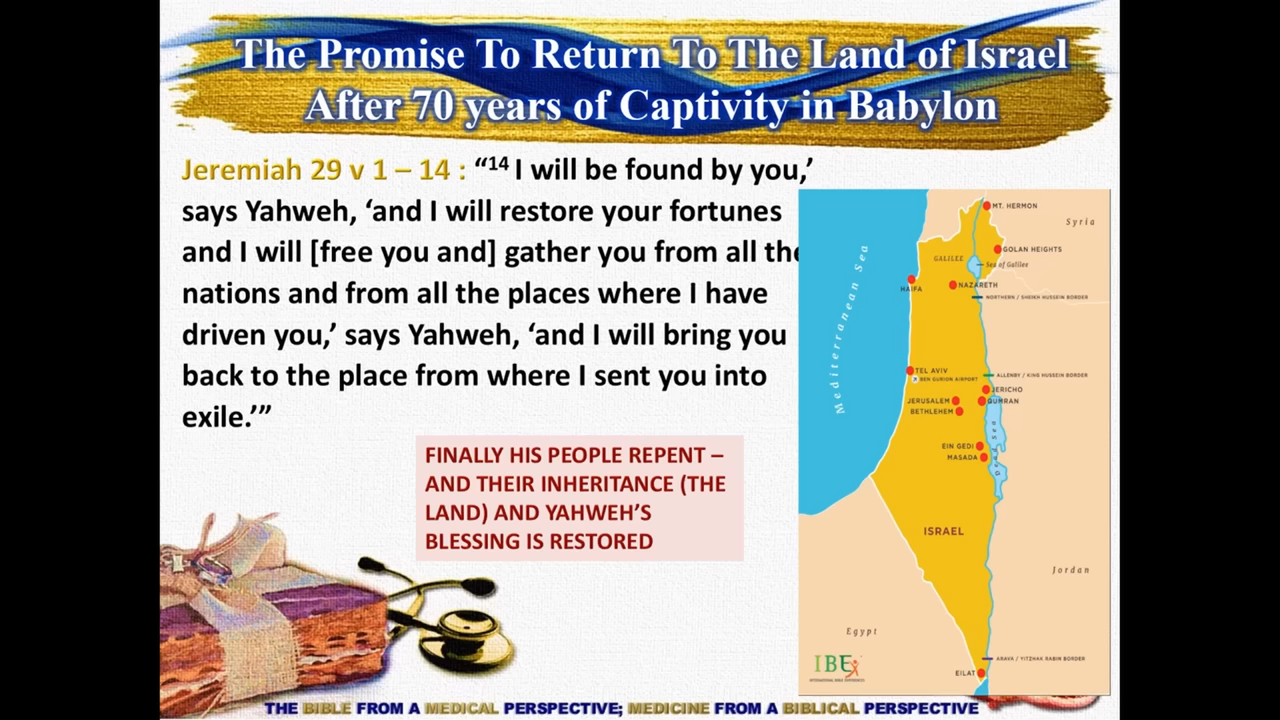 The Promise To Return To The Land of Israel
After 70 years of Captivity in Babylon
Jeremiah 29 v 1 – 14 : “14 I will be found by you,’
says Yahweh, ‘and I will restore your fortunes
and I will [free you and] gather you from all the
nations and from all the places where I have
driven you,’ says Yahweh, ‘and I will bring you
back to the place from where I sent you into
exile.’”
FINALLY HIS PEOPLE REPENT –
AND THEIR INHERITANCE (THE
LAND) AND YAHWEH’S
BLESSING IS RESTORED
MT. HERMON
Syria
GOLAN HEIGHTS
GALILEE
Sea of Galilee
HAIFA
NAZARETH
NORTHERN / SHEIKH HUSSEIN BORDER
Mediterranean Sea
TEL AVIV
BEN GURION AIRPORT
ALLENBY / KING HUSSEIN BORDER
JERICHO
JERUSALEM
QUMRAN
BETHLEHEM
Dead Sea
EIN GEDI
MASADA
ISRAEL
Jordan
Egypt
ARAVA / YITZHAK RABIN BORDER
EILAT
IBEX
THE BIBLE FROM A MEDICAL PERSPECTIVE; MEDICINE FROM A BIBLICAL PERSPECTIVE